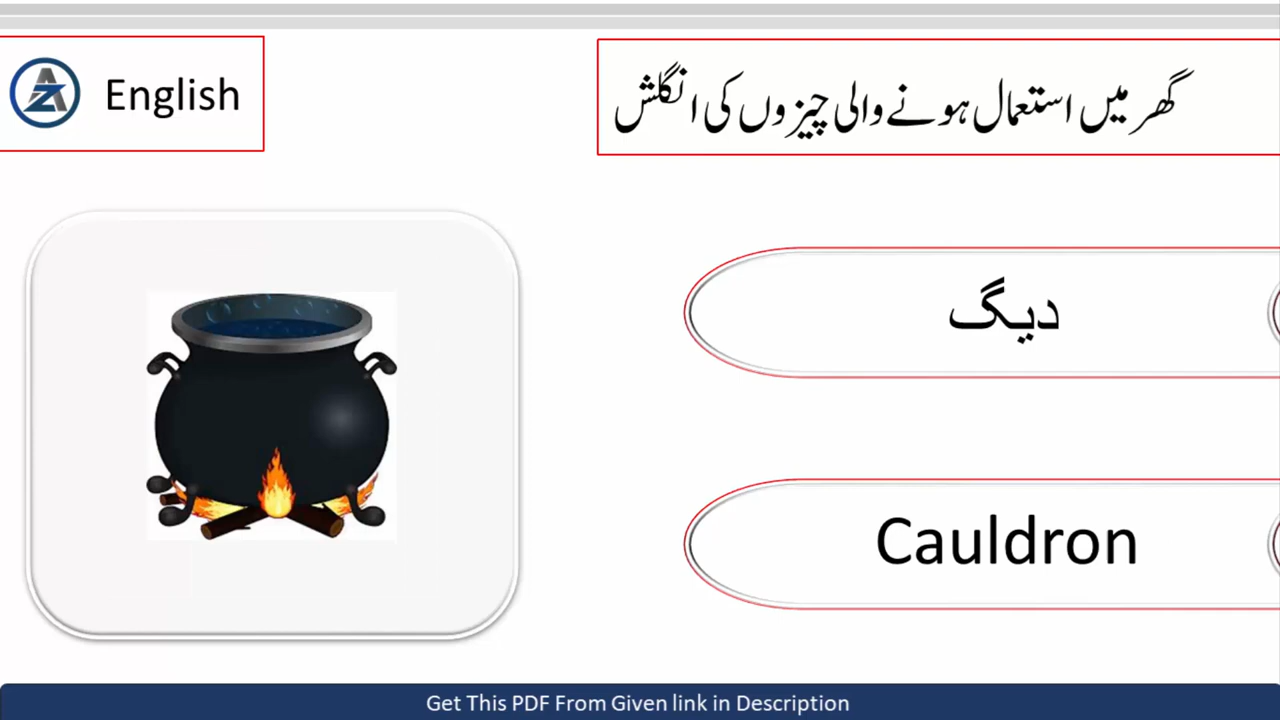 AZ English
گھر میں استعمال ہونے والی چیزوں کی انگلش
دیگ
Cauldron
Get This PDF From Given link in Description